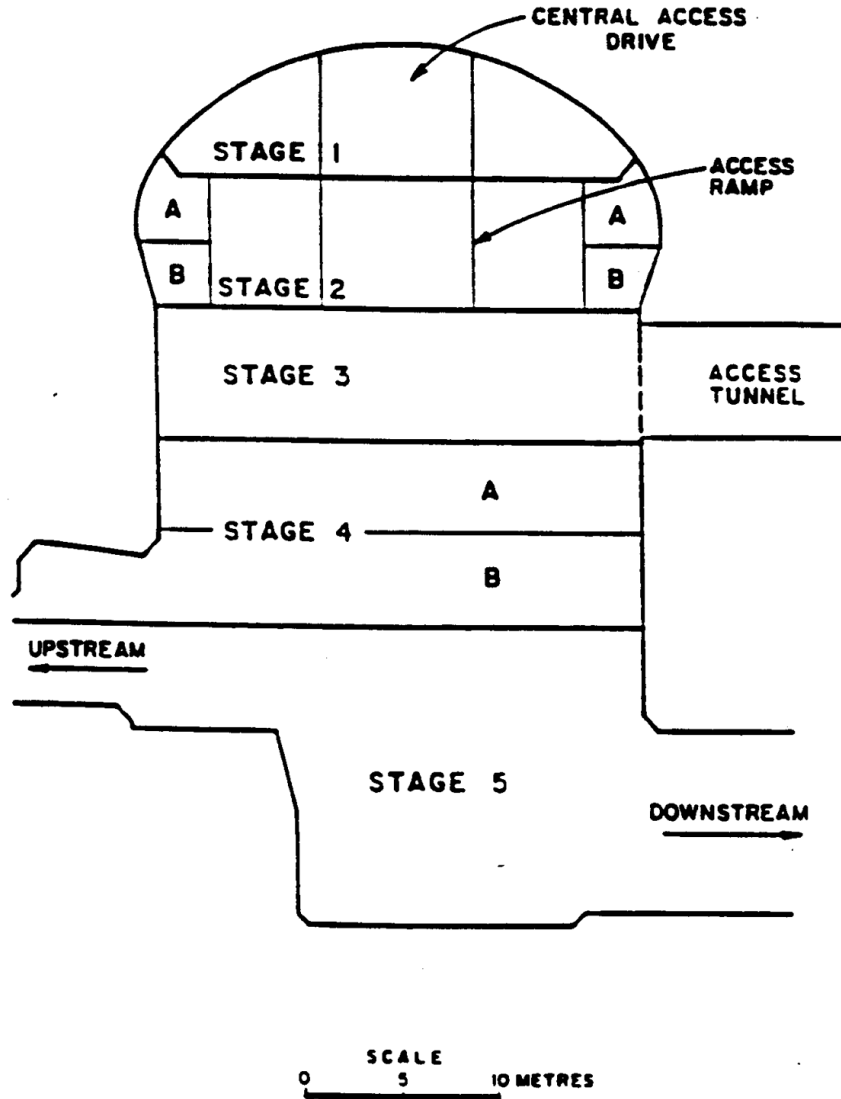 CENTRAL ACCESS
DRIVE
STAGE 1
ACCESS
RAMP
A
A
B
B
STAGE 2
STAGE 3
ACCESS
TUNNEL
A
STAGE 4
B
UPSTREAM
STAGE 5
DOWNSTREAM
SCALE
0 5 10 METRES